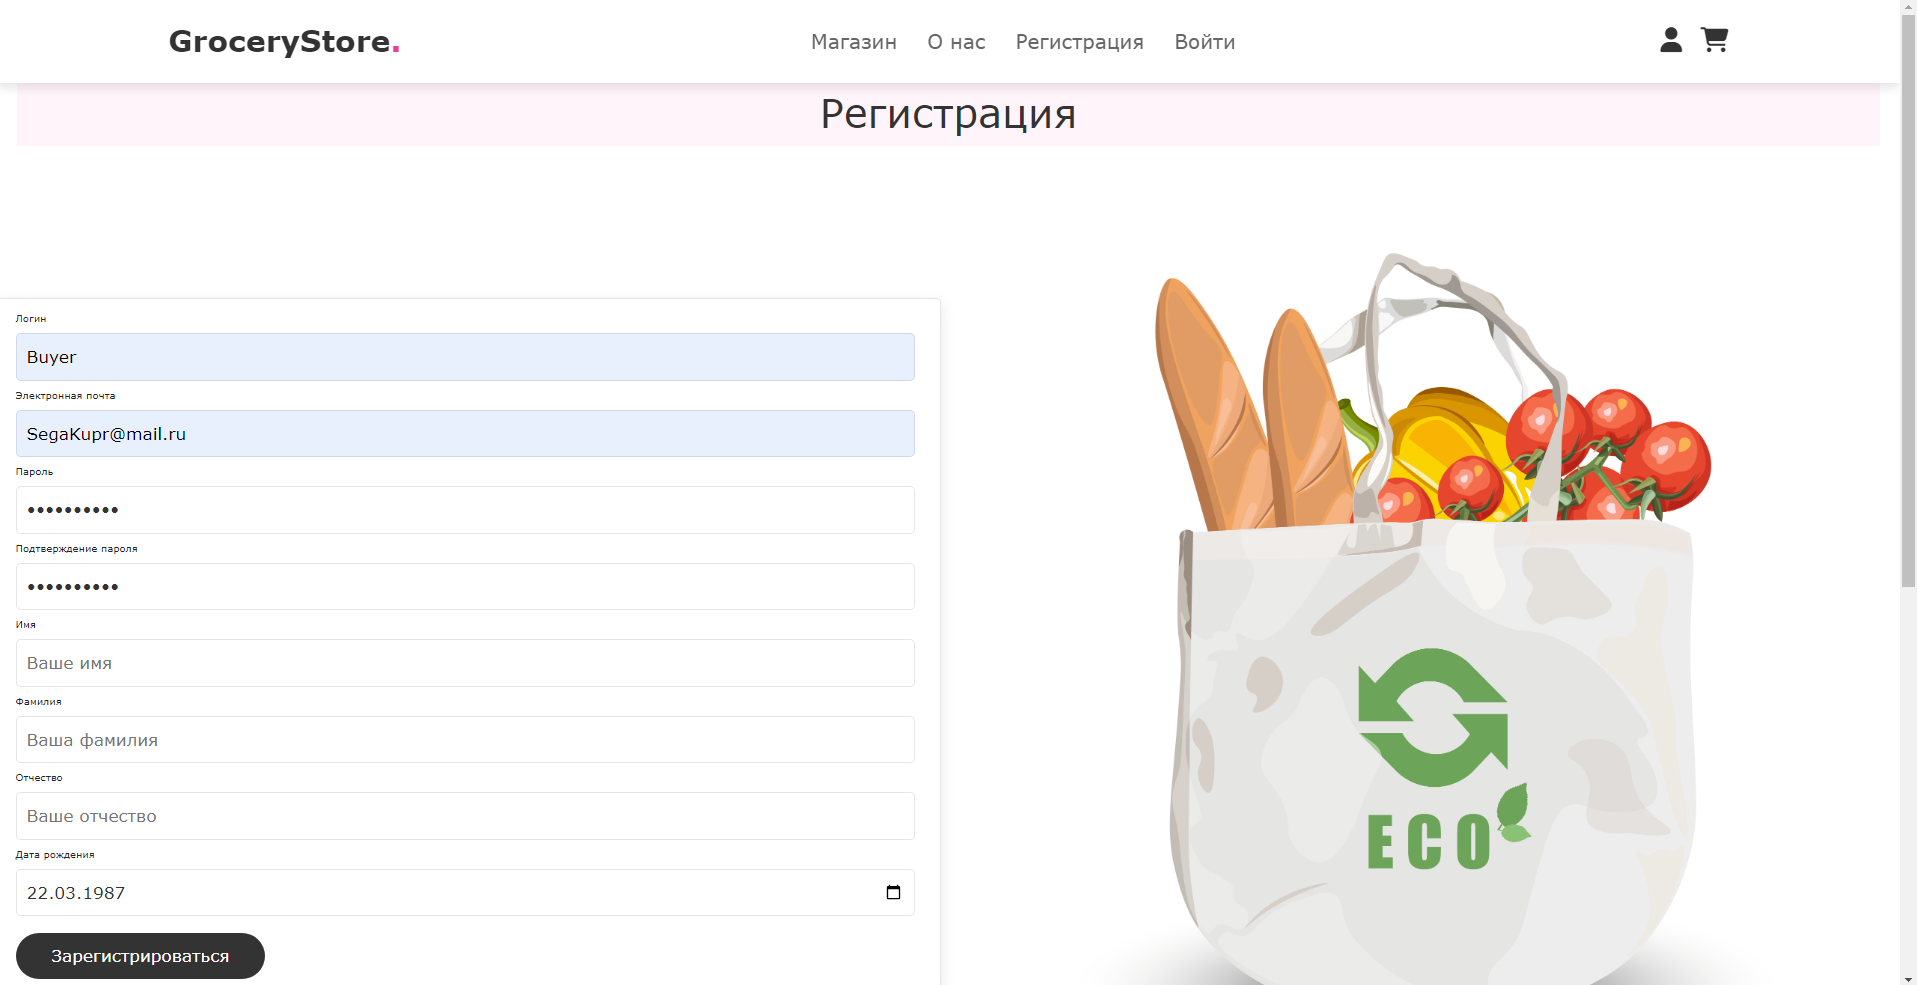 GroceryStore.
Магазин О нас Регистрация Войти
Регистрация
Логин
Buyer
Электронная почта
SegaKupr@mail.ru
Пароль
••••••••••
Подтверждение пароля
••••••••••
Имя
Ваше имя
Фамилия
Ваша фамилия
Отчество
Ваше отчество
Дата рождения
22.03.1987
Зарегистрироваться
ECO